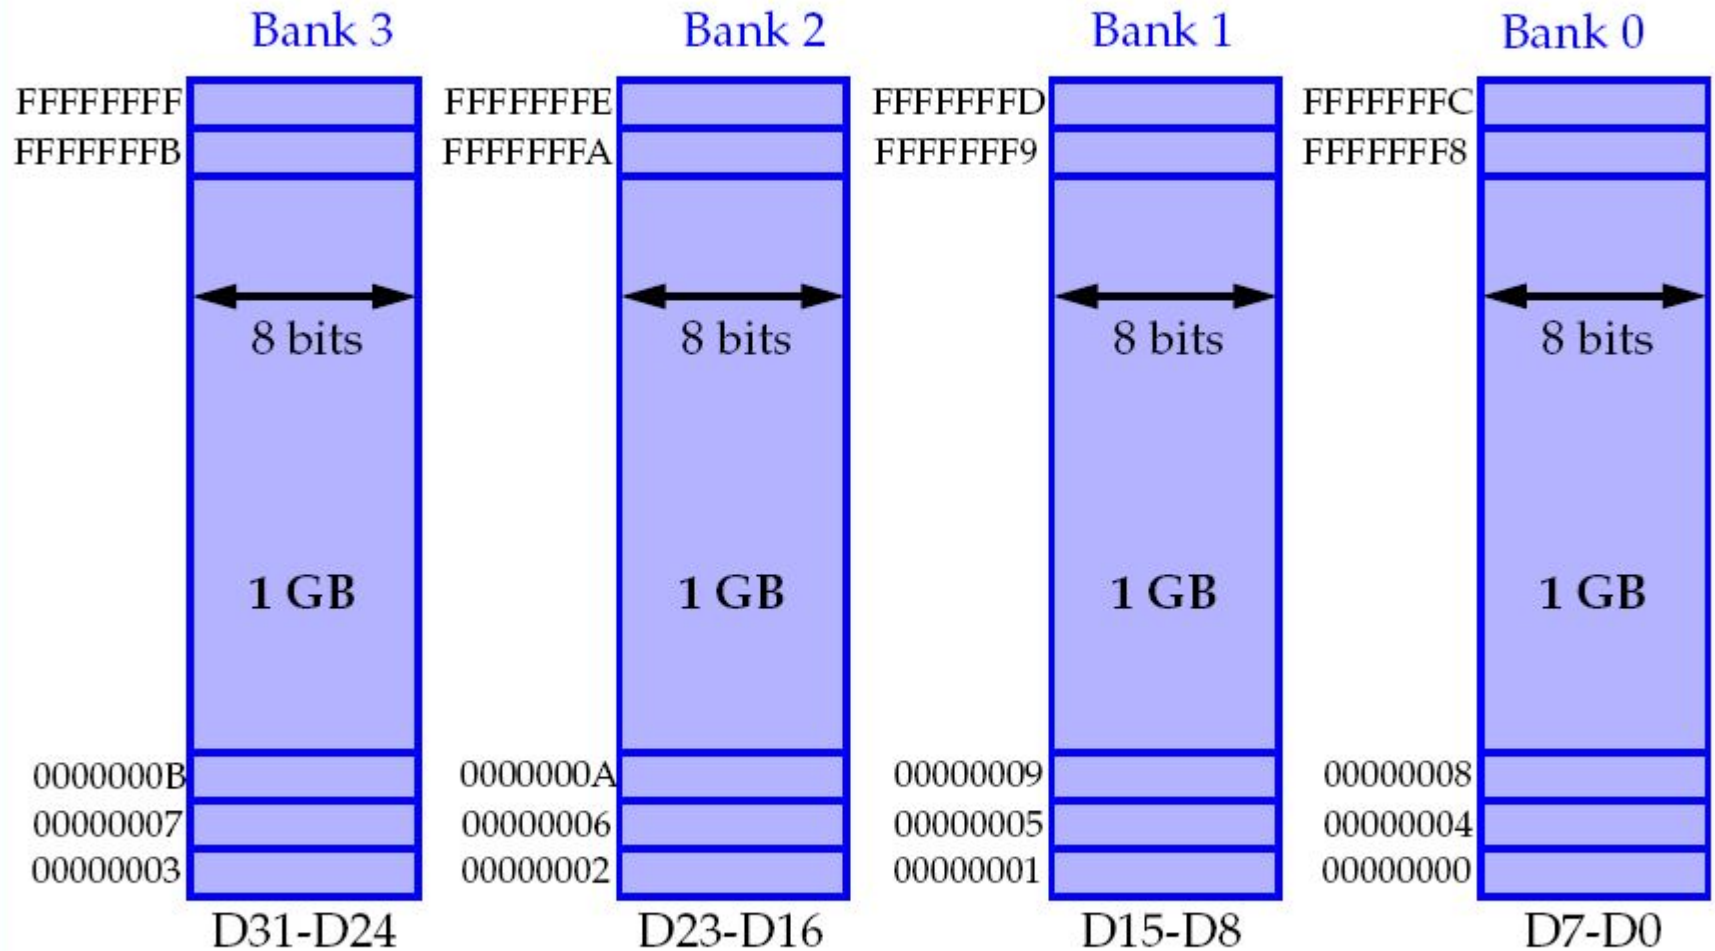 Bank 3 Bank 2 Bank 1 Bank 0
FFFFFFFF FFFFFFFE FFFFFFFD FFFFFFFC
FFFFFFFB FFFFFFFA FFFFFFF9 FFFFFFF8
8 bits 8 bits 8 bits 8 bits
1 GB 1 GB 1 GB 1 GB
0000000B 0000000A 00000009 00000008
00000007 00000006 00000005 00000004
00000003 00000002 00000001 00000000
D31-D24 D23-D16 D15-D8 D7-D0